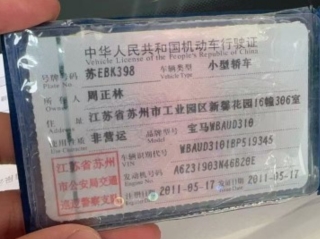 中华人民共和国机动车行驶证
Vehicle License of the People's Republic of China
号牌号码 苏EBK398 车辆类型 小型轿车
Plate No. Vehicle Type
所有人 周正林
Owner
住址 江苏省苏州市工业园区新馨花园16幢306室
Address
使用性质 非营运 品牌型号 宝马WBAUD310
Use Character Model
江苏省苏州 车辆识别代号 WBAUD3101BP519345
VIN
市公安局交通 发动机号码 A6231903N46B20E
Engine No.
巡逻警察支队 注册日期 2011-05-17 发证日期 2011-05-17